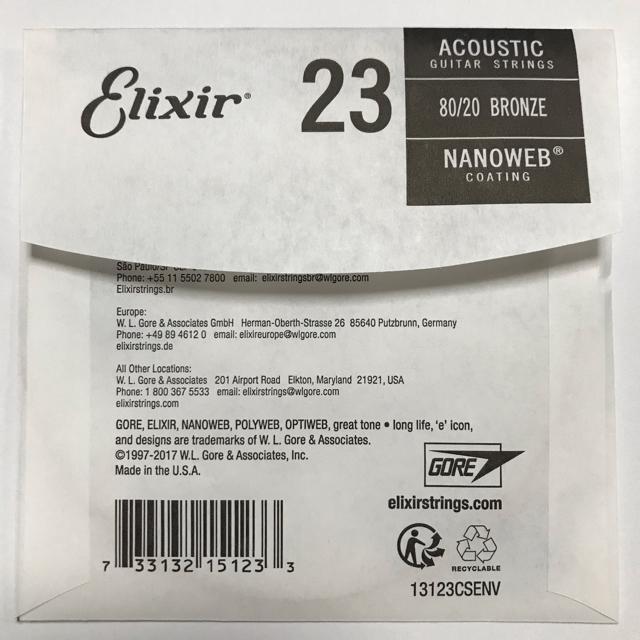 Elixir®
23
ACOUSTIC
GUITAR STRINGS
80/20 BRONZE
NANOWEB®
COATING
São Paulo/SP
Phone: +55 11 5502 7800 email: elixirstringsbr@wlgore.com
Elixirstrings.br
Europe:
W. L. Gore & Associates GmbH Herman-Oberth-Strasse 26 85640 Putzbrunn, Germany
Phone: +49 89 4612 0 email: elixireurope@wlgore.com
elixirstrings.de
All Other Locations:
W. L. Gore & Associates 201 Airport Road Elkton, Maryland 21921, USA
Phone: 1 800 367 5533 email: elixirstrings@wlgore.com
elixirstrings.com
GORE, ELIXIR, NANOWEB, POLYWEB, OPTIWEB, great tone • long life, 'e' icon,
and designs are trademarks of W. L. Gore & Associates.
©1997-2017 W.L. Gore & Associates, Inc.
Made in the U.S.A.
GORE
elixirstrings.com
RECYCLABLE
7 33132 15123 3
13123CSENV